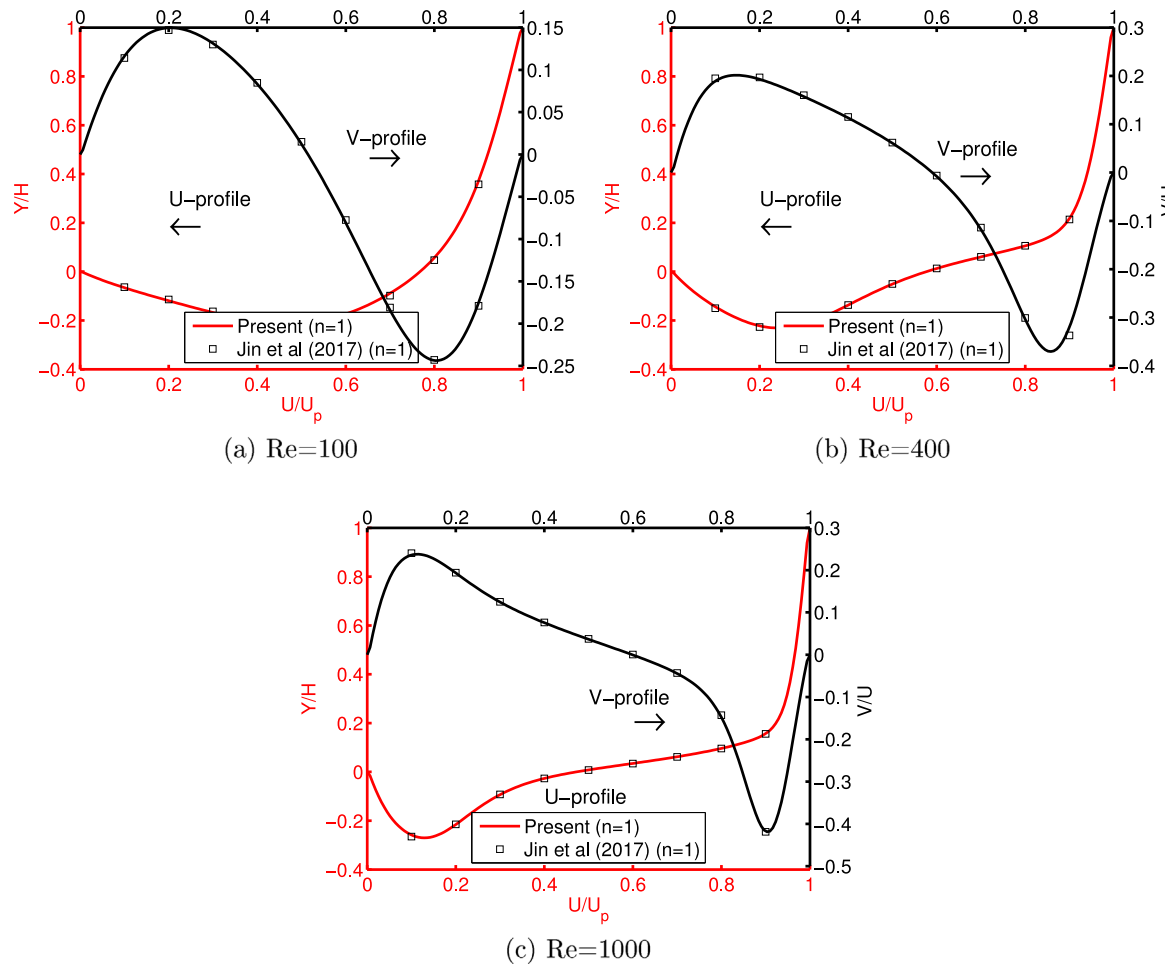 0 0.2 0.4 0.6 0.8 1
1 0.8 0.6 0.4 0.2 0 −0.2 −0.4
Y/H
0.15 0.1 0.05 0 −0.05 −0.1 −0.15 −0.2 −0.25
V−profile
U−profile
Present (n=1)
Jin et al (2017) (n=1)
0 0.2 0.4 0.6 0.8 1
U/Up
(a) Re=100
0 0.2 0.4 0.6 0.8 1
1 0.8 0.6 0.4 0.2 0 −0.2 −0.4
Y/H
0.3 0.2 0.1 0 −0.1 −0.2 −0.3 −0.4
V/U
V−profile
U−profile
Present (n=1)
Jin et al (2017) (n=1)
0 0.2 0.4 0.6 0.8 1
U/Up
(b) Re=400
0 0.2 0.4 0.6 0.8 1
1 0.8 0.6 0.4 0.2 0 −0.2 −0.4
Y/H
0.3 0.2 0.1 0 −0.1 −0.2 −0.3 −0.4 −0.5
V/U
V−profile
U−profile
Present (n=1)
Jin et al (2017) (n=1)
0 0.2 0.4 0.6 0.8 1
U/Up
(c) Re=1000